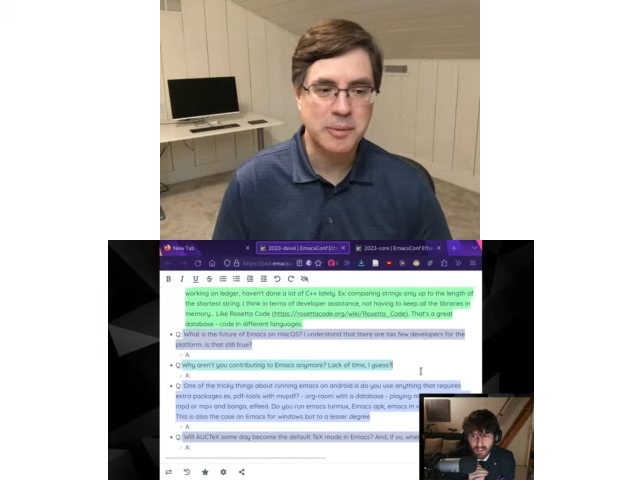 New Tab
2023-devel | EmacsConf Eth
2023-core | EmacsConf Eth
B I U S
working on ledger, haven't done a lot of C++ lately. Ex: comparing strings only up to the length of
the shortest string. I think in terms of developer assistance, not having to keep all the libraries in
memory... Like Rosetto Code (https://rosettacode.org/wiki/Rosetta_Code). That's a great
database - code in different languages.
Q: What is the future of Emacs on macOS? I understand that there are too few developers for the
platform. Is that still true?
A:
Q: Why aren't you contributing to Emacs anymore? Lack of time, I guess?
A:
Q: One of the tricky things about running emacs on android is do you use anything that requires
extra packages ex, pdf-tools with mupdf? - org-roam with a database - playing m
mpd or mpv and bongo, elfeed. Do you run emacs turmux, Emacs apk, emacs in v
This is also the case on Emacs for windows but to a lesser degree
A:
Q: Will AUCTeX some day become the default TeX mode in Emacs? And, if so, when
A: